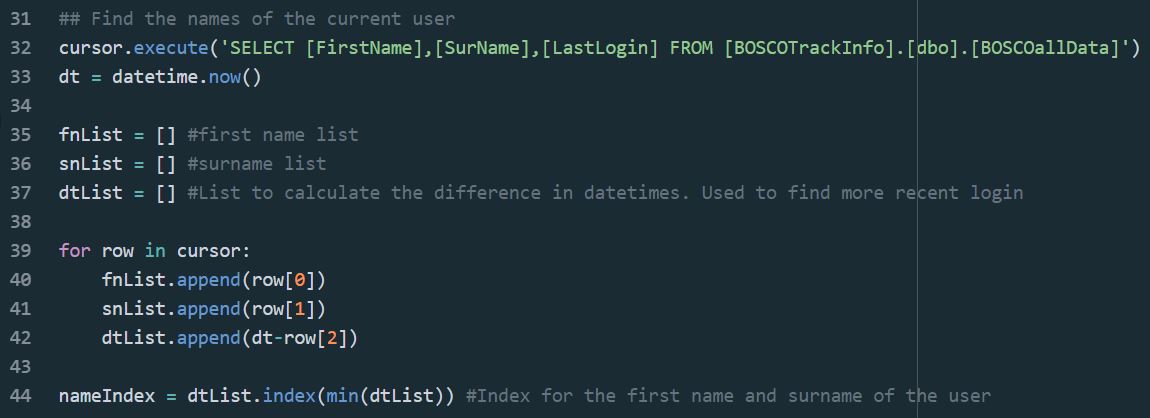 31 ## Find the names of the current user
32 cursor.execute('SELECT [FirstName],[SurName],[LastLogin] FROM [BOSCOTrackInfo].[dbo].[BOSCOallData]')
33 dt = datetime.now()
34
35 fnList = [] #first name list
36 snList = [] #surname list
37 dtList = [] #List to calculate the difference in datetimes. Used to find more recent login
38
39 for row in cursor:
40     fnList.append(row[0])
41     snList.append(row[1])
42     dtList.append(dt-row[2])
43
44 nameIndex = dtList.index(min(dtList)) #Index for the first name and surname of the user